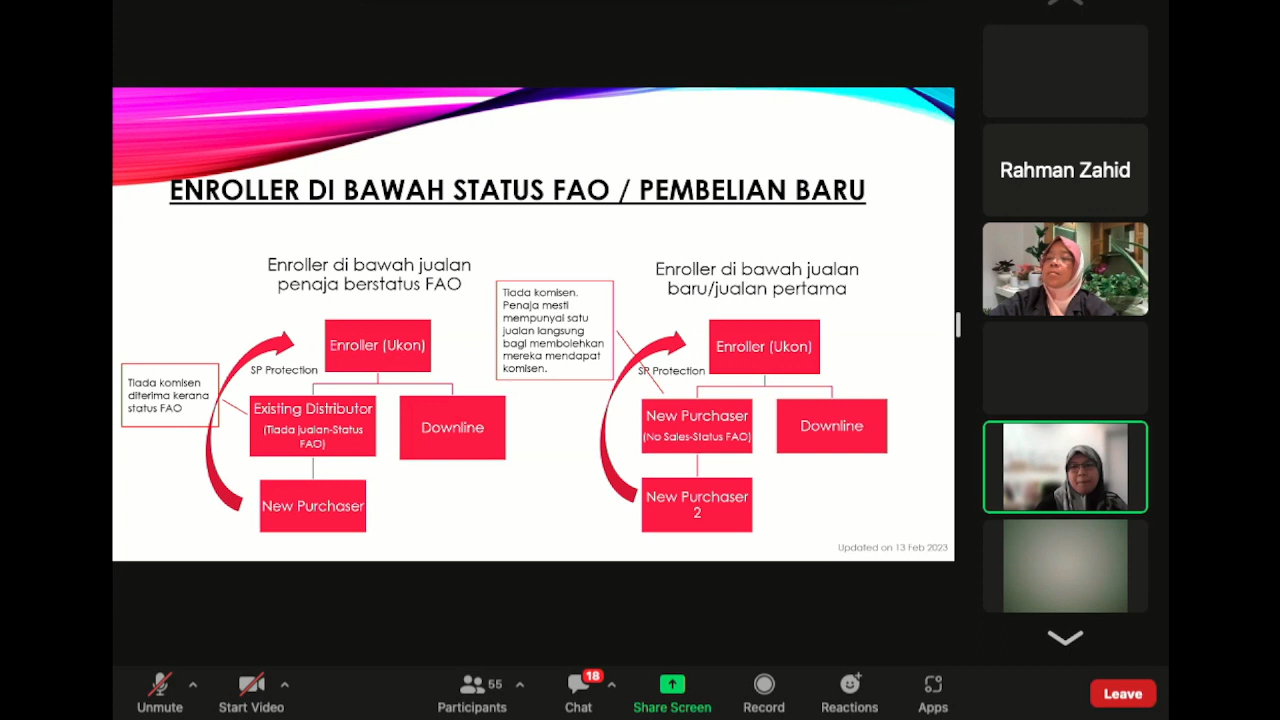 ENROLLER DI BAWAH STATUS FAO / PEMBELIAN BARU
Enroller di bawah jualan
penaja berstatus FAO
Enroller (Ukon)
SP Protection
Tiada komisen
diterima kerana
status FAO
Existing Distributor
(Tiada Jualan-Status
FAO)
Downline
New Purchaser
Enroller di bawah jualan
baru/jualan pertama
Tiada komisen.
Penaja mesti
mempunyai satu
jualan langsung
bagi membolehkan
mereka mendapat
komisen.
Enroller (Ukon)
SP Protection
New Purchaser
(No Sales-Status FAO)
Downline
New Purchaser
2
Updated on 13 Feb 2023
Rahman Zahid
Unmute
Start Video
55
Participants
18
Chat
Share Screen
Record
Reactions
Apps
Leave